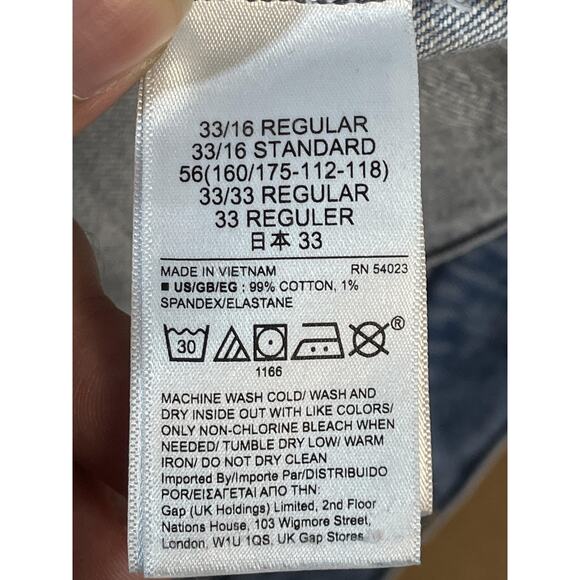 33/16 REGULAR
33/16 STANDARD
56(160/175-112-118)
33/33 REGULAR
33 REGULER
日本 33
MADE IN VIETNAM RN 54023
■ US/GB/EG : 99% COTTON, 1%
SPANDEX/ELASTANE
30 ®
1166
MACHINE WASH COLD/ WASH AND
DRY INSIDE OUT WITH LIKE COLORS/
ONLY NON-CHLORINE BLEACH WHEN
NEEDED/ TUMBLE DRY LOW/ WARM
IRON/ DO NOT DRY CLEAN
Imported By/Importe Par/DISTRIBUIDO
POR/ΕΙΣΑΓΕΤΑΙ ΑΠΟ ΤΗΝ:
Gap (UK Holdings) Limited, 2nd Floor
Nations House, 103 Wigmore Street,
London, W1U 1QS, UK Gap Stores